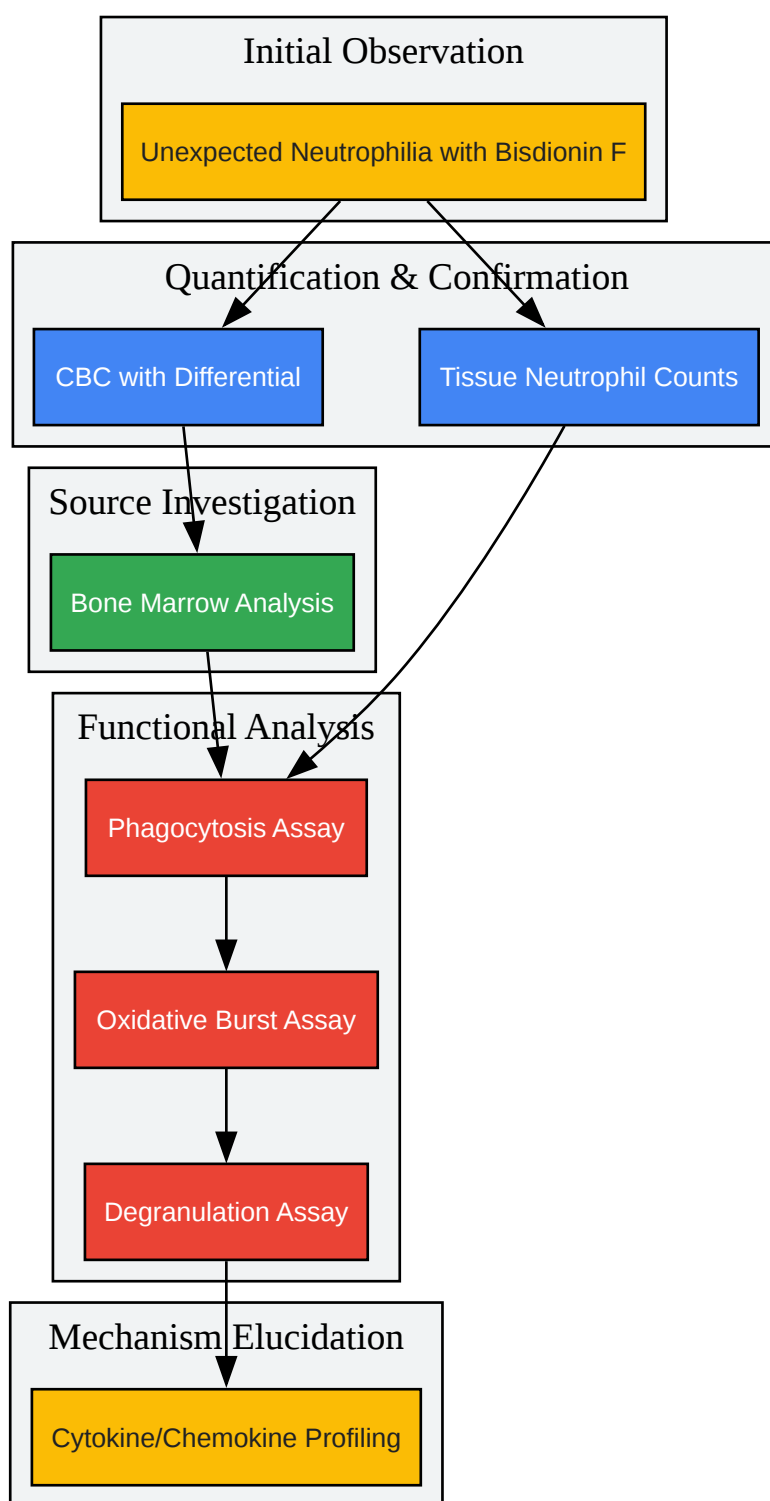 Initial Observation
Unexpected Neutrophilia with Bisdionin F
Quantification & Confirmation
CBC with Differential
Tissue Neutrophil Counts
Source Investigation
Bone Marrow Analysis
Functional Analysis
Phagocytosis Assay
Oxidative Burst Assay
Degranulation Assay
Mechanism Elucidation
Cytokine/Chemokine Profiling